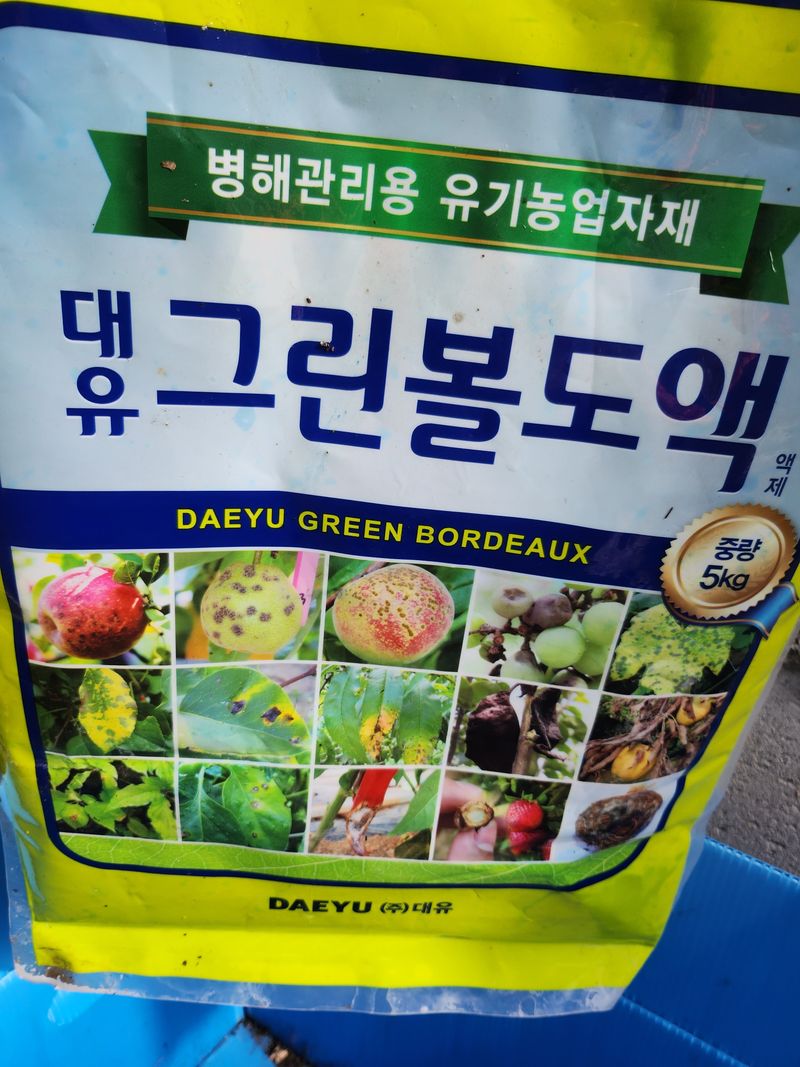 병해관리용 유기농업자재
대유 그린볼도액
액제
DAEYU GREEN BORDEAUX
중량
5kg
DAEYU (주)대유